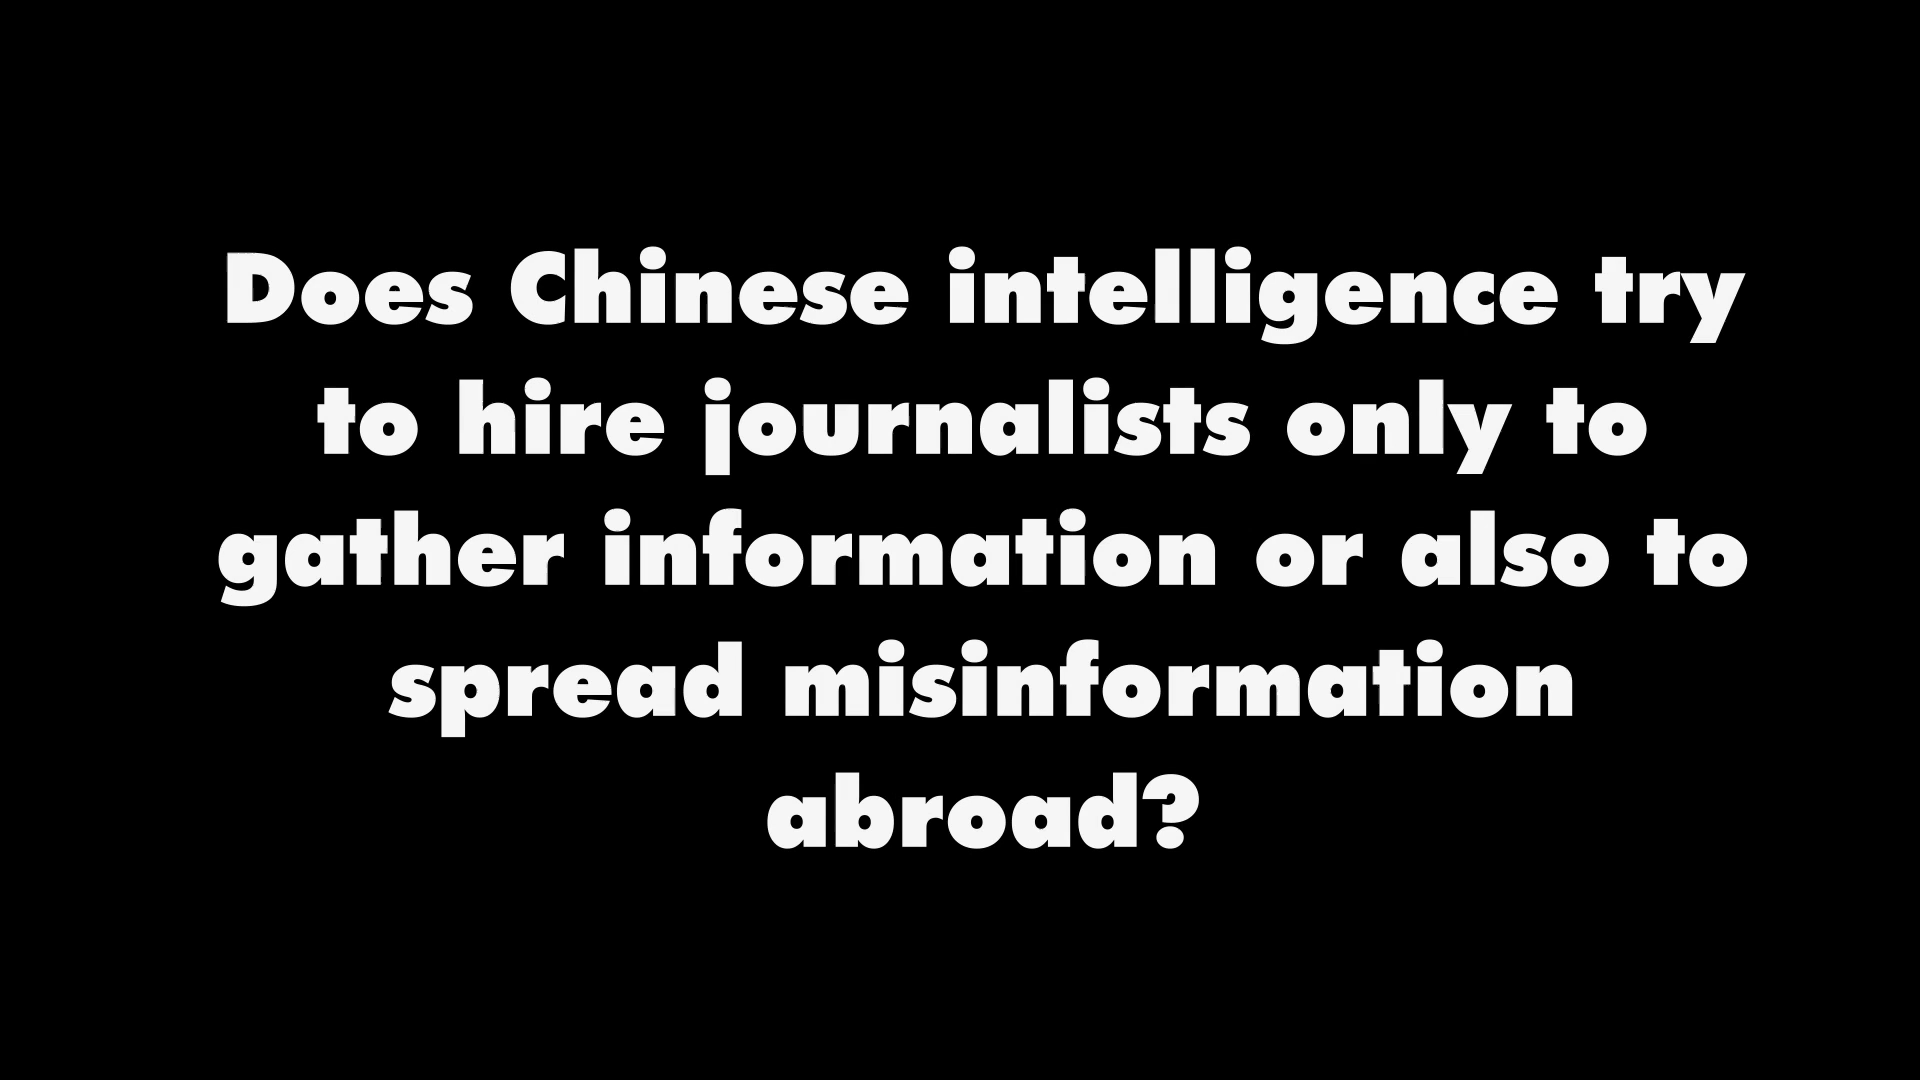 Does Chinese intelligence try
to hire journalists only to
gather information or also to
spread misinformation
abroad?